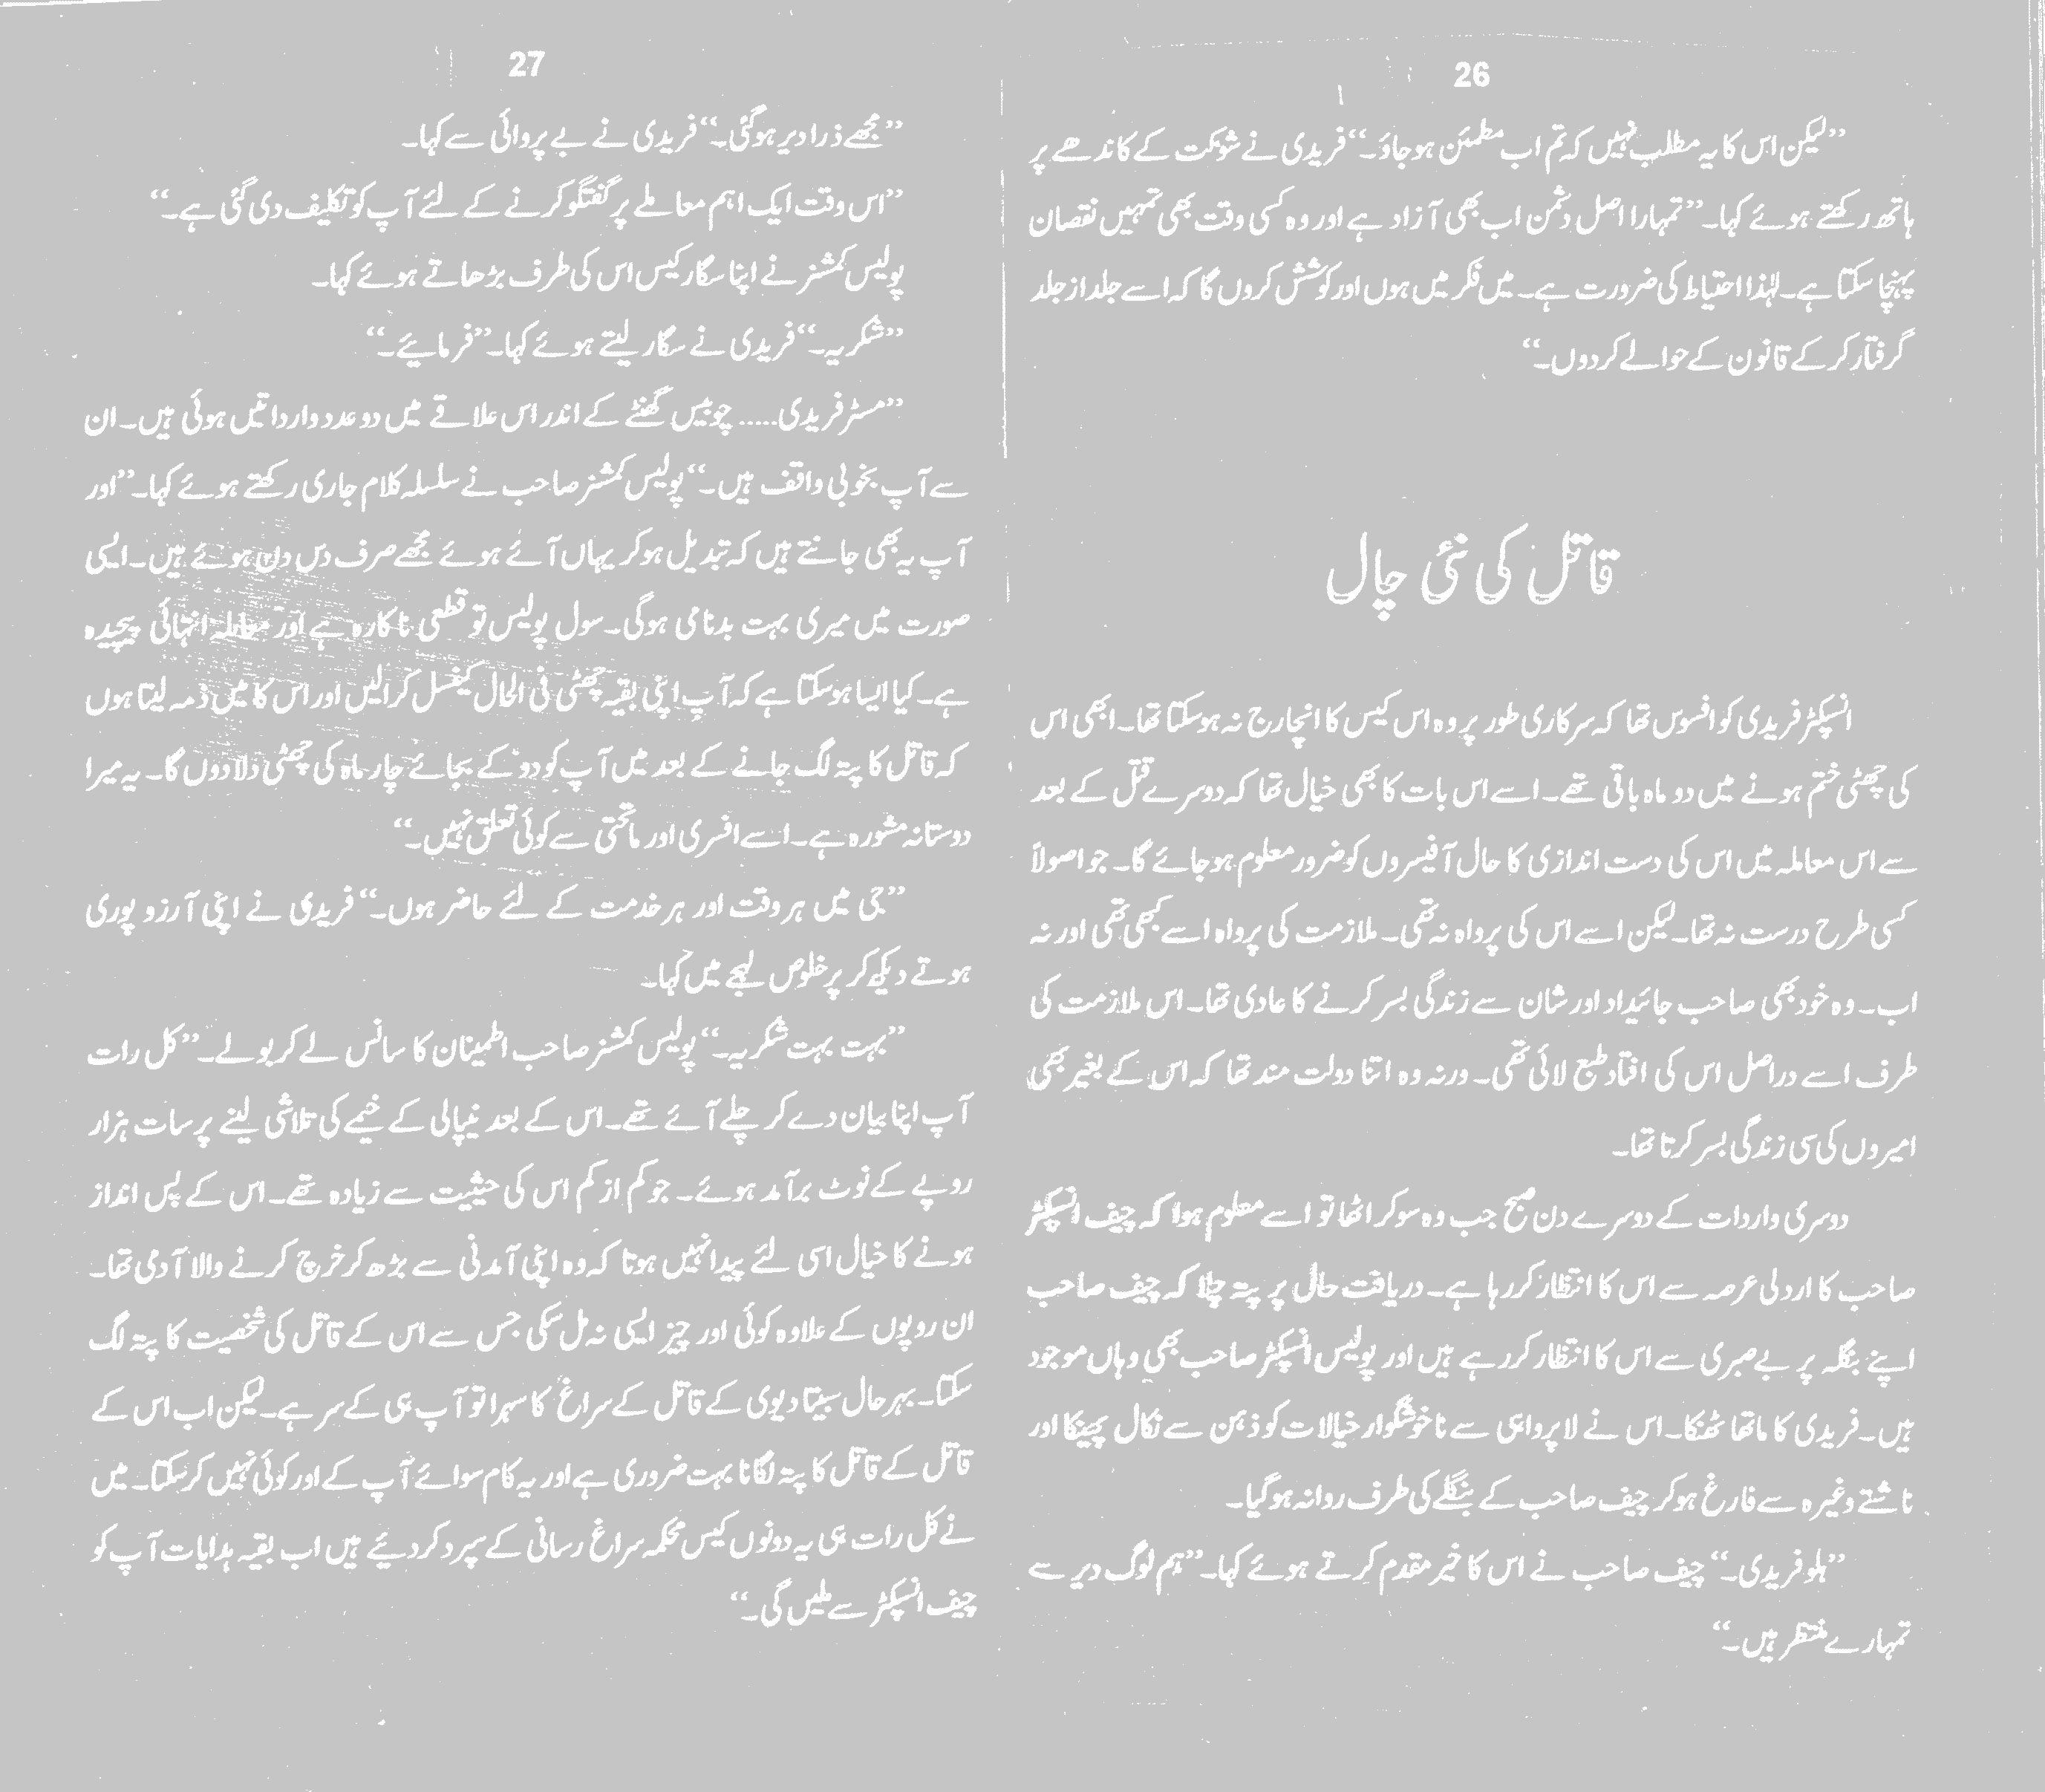 26
”لیکن اس کا یہ مطلب نہیں کہ تم اب مطمئن ہو جاؤ۔“ فریدی نے شوکت کے کاندھے پر
ہاتھ رکھتے ہوئے کہا۔ ”تمہارا اصل دشمن اب بھی آزاد ہے اور وہ کسی وقت بھی تمہیں نقصان
پہنچا سکتا ہے۔ لہٰذا احتیاط کی ضرورت ہے۔ میں فکر میں ہوں اور کوشش کروں گا کہ اسے جلد از جلد
گرفتار کر کے قانون کے حوالے کر دوں۔“
قاتل کی نئی چال
انسپکٹر فریدی کو افسوس تھا کہ سرکاری طور پر وہ اس کیس کا انچارج نہ ہو سکتا تھا۔ ابھی اس
کی چھٹی ختم ہونے میں دو ماہ باقی تھے۔ اسے اس بات کا بھی خیال تھا کہ دوسرے قتل کے بعد
سے اس معاملہ میں اس کی دست اندازی کا حال آفیسروں کو ضرور معلوم ہو جائے گا۔ جو اصولاً
کسی طرح درست نہ تھا۔ لیکن اسے اس کی پرواہ نہ تھی۔ ملازمت کی پرواہ اسے کبھی تھی اور نہ
اب۔ وہ خود بھی صاحب جائیداد اور شان سے زندگی بسر کرنے کا عادی تھا۔ اس ملازمت کی
طرف اسے دراصل اس کی افتاد طبع لائی تھی۔ ورنہ وہ اتنا دولت مند تھا کہ اس کے بغیر بھی
امیروں کی سی زندگی بسر کرتا تھا۔
دوسری واردات کے دوسرے دن صبح جب وہ سو کر اٹھا تو اسے معلوم ہوا کہ چیف انسپکٹر
صاحب کا اردلی عرصہ سے اس کا انتظار کر رہا ہے۔ دریافت حال پر پتہ چلا کہ چیف صاحب
اپنے بنگلہ پر بے صبری سے اس کا انتظار کر رہے ہیں اور پولیس انسپکٹر صاحب بھی وہاں موجود
ہیں۔ فریدی کا ماتھا ٹھنکا۔ اس نے لاپرواہی سے ناخوشگوار خیالات کو ذہن سے نکال پھینکا اور
ناشتے وغیرہ سے فارغ ہو کر چیف صاحب کے بنگلے کی طرف روانہ ہو گیا۔
”ہلو فریدی۔“ چیف صاحب نے اس کا خیر مقدم کرتے ہوئے کہا۔ ”ہم لوگ دیر سے
تمہارے منتظر ہیں۔“
27
”مجھے ذرا دیر ہو گئی۔“ فریدی نے بے پروائی سے کہا۔
”اس وقت ایک اہم معاملے پر گفتگو کرنے کے لئے آپ کو تکلیف دی گئی ہے۔“
پولیس کمشنر نے اپنا سگار کیس اس کی طرف بڑھاتے ہوئے کہا۔
”شکریہ۔“ فریدی نے سگار لیتے ہوئے کہا۔ ”فرمائیے۔“
”مسٹر فریدی..... چوبیس گھنٹے کے اندر اس علاقے میں دو عدد وارداتیں ہوئی ہیں۔ ان
سے آپ بخوبی واقف ہیں۔“ پولیس کمشنر صاحب نے سلسلہ کلام جاری رکھتے ہوئے کہا۔ ”اور
آپ یہ بھی جانتے ہیں کہ تبدیل ہو کر یہاں آئے ہوئے مجھے صرف دس دن ہوئے ہیں۔ ایسی
صورت میں میری بہت بدنامی ہوگی۔ سول پولیس تو قطعی ناکارہ ہے اور معاملہ انتہائی پیچیدہ
ہے۔ کیا ایسا ہو سکتا ہے کہ آپ اپنی بقیہ چھٹی فی الحال کینسل کرا لیں اور اس کا میں ذمہ لیتا ہوں
کہ قاتل کا پتہ لگ جانے کے بعد میں آپ کو دو کے بجائے چار ماہ کی چھٹی دلا دوں گا۔ یہ میرا
دوستانہ مشورہ ہے۔ اسے افسری اور ماتحتی سے کوئی تعلق نہیں۔“
”جی میں ہر وقت اور ہر خدمت کے لئے حاضر ہوں۔“ فریدی نے اپنی آرزو پوری
ہوتے دیکھ کر پرخلوص لہجے میں کہا۔
”بہت بہت شکریہ۔“ پولیس کمشنر صاحب اطمینان کا سانس لے کر بولے۔ ”کل رات
آپ اپنا بیان دے کر چلے آئے تھے۔ اس کے بعد نیپالی کے خیمے کی تلاشی لینے پر سات ہزار
روپے کے نوٹ برآمد ہوئے۔ جو کم از کم اس کی حیثیت سے زیادہ تھے۔ اس کے پس انداز
ہونے کا خیال اسی لئے پیدا نہیں ہوتا کہ وہ اپنی آمدنی سے بڑھ کر خرچ کرنے والا آدمی تھا۔
ان روپوں کے علاوہ کوئی اور چیز ایسی نہ مل سکی جس سے اس کے قاتل کی شخصیت کا پتہ لگ
سکتا۔ بہرحال سیتا دیوی کے قاتل کے سراغ کا سہرا تو آپ ہی کے سر ہے۔ لیکن اب اس کے
قاتل کے قاتل کا پتہ لگانا بہت ضروری ہے اور یہ کام سوائے آپ کے اور کوئی نہیں کر سکتا۔ میں
نے کل رات ہی یہ دونوں کیس محکمہ سراغ رسانی کے سپرد کر دیئے ہیں اب بقیہ ہدایات آپ کو
چیف انسپکٹر سے ملیں گی۔“